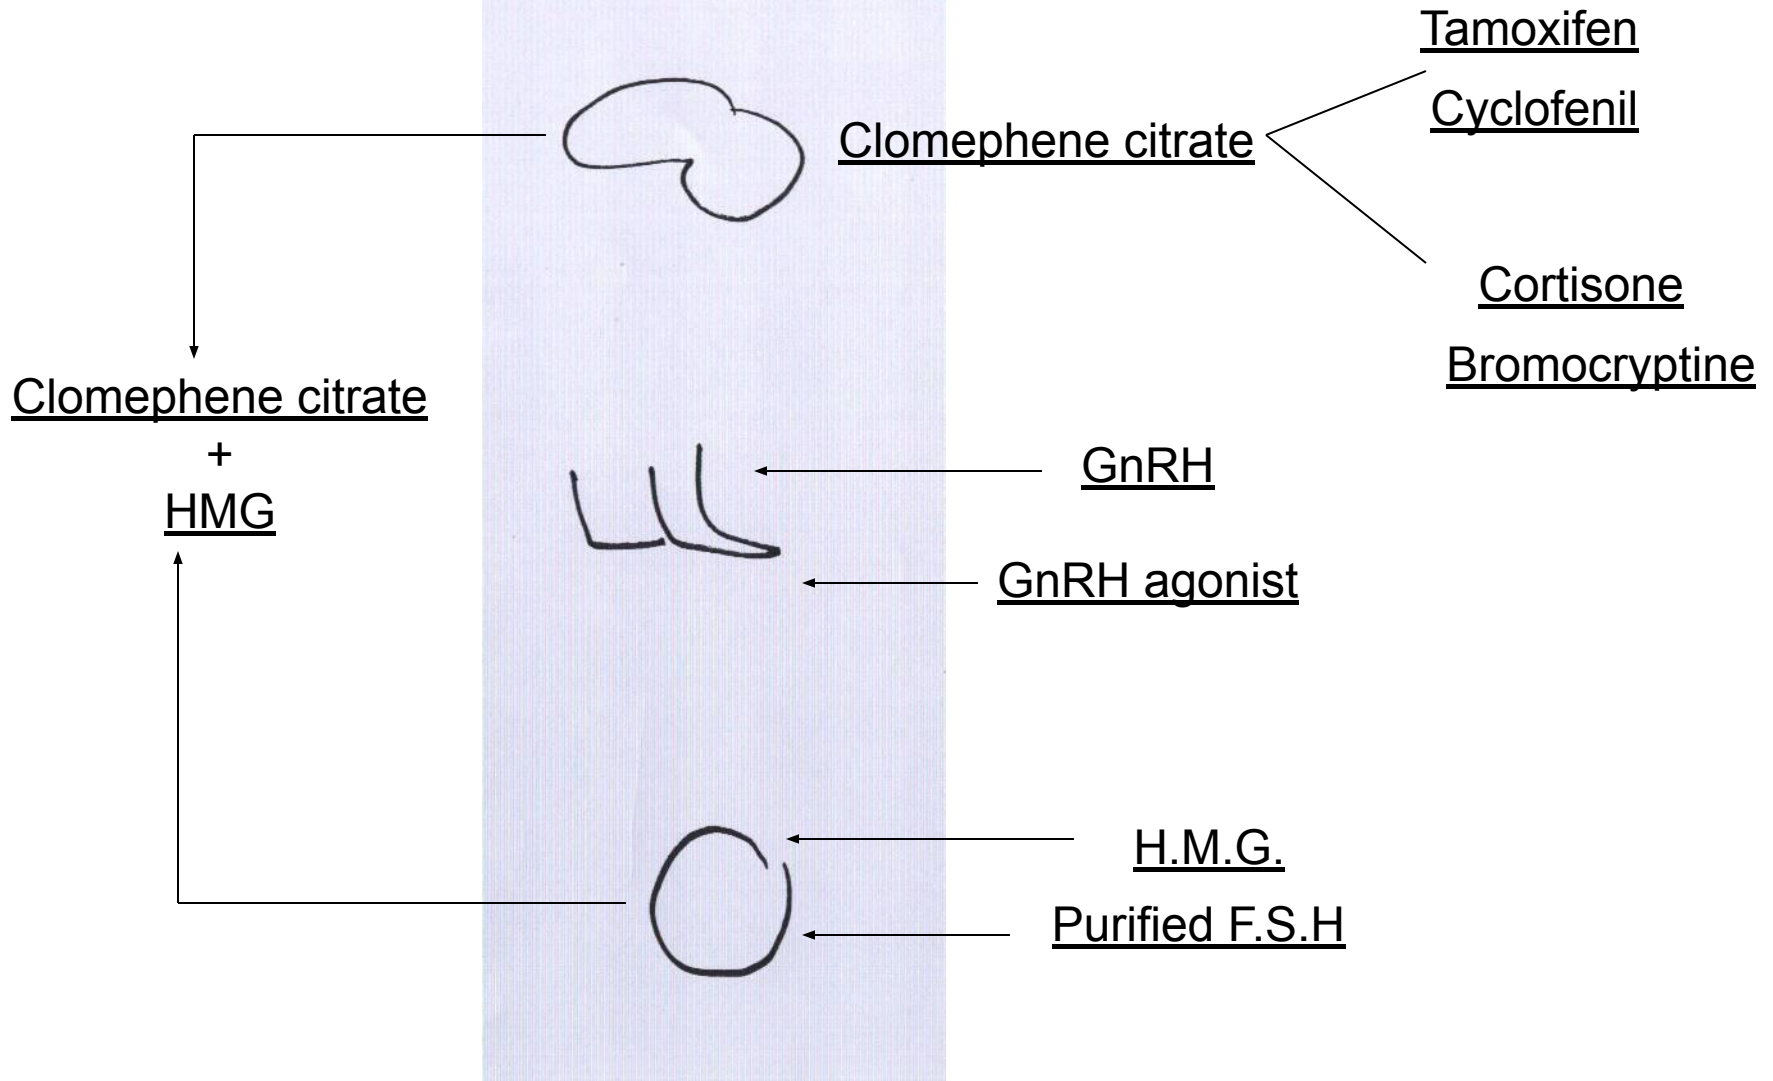 Tamoxifen
Cyclofenil
Clomephene citrate
Cortisone
Bromocryptine
Clomephene citrate
+
HMG
GnRH
GnRH agonist
H.M.G.
Purified F.S.H